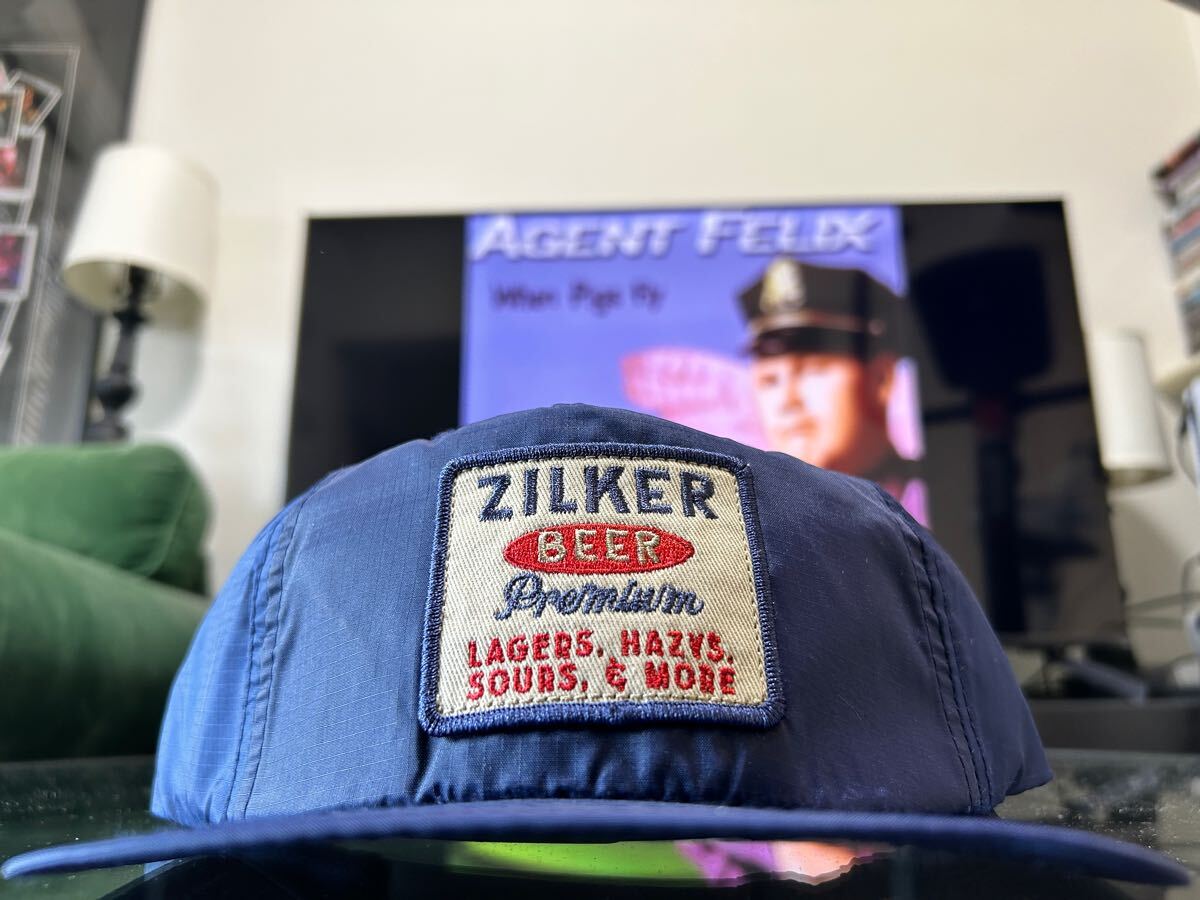 AGENT FELIX
When Pigs Fly
ZILKER
BEER
Premium
LAGERS, HAZYS,
SOURS, & MORE